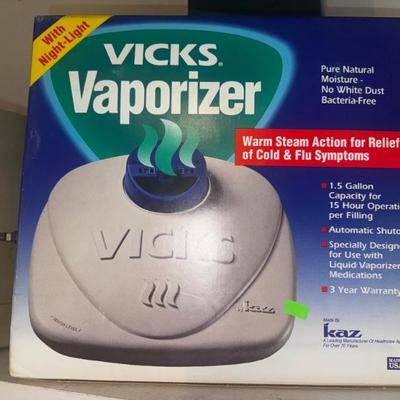 With
Night-Light
VICKS®
Vaporizer
Pure Natural
Moisture -
No White Dust
Bacteria-Free
Warm Steam Action for Relief
of Cold & Flu Symptoms
1.5 Gallon
Capacity for
15 Hour Operati
per Filling
Automatic Shuto
Specially Designe
for Use with
Liquid Vaporizer
Medications
3 Year Warranty
VICKS
kaz
Made By
kaz
A Leading Manufacturer Of Healthcare
For Over 70 Years
MADE
USA